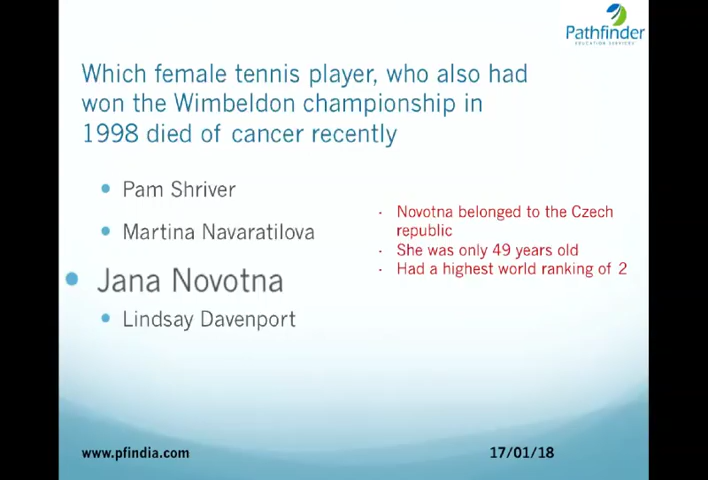 Pathfinder
EDUCATION SERVICES
Which female tennis player, who also had
won the Wimbeldon championship in
1998 died of cancer recently
• Pam Shriver
• Martina Navaratilova
• Jana Novotna
• Lindsay Davenport
- Novotna belonged to the Czech
republic
- She was only 49 years old
- Had a highest world ranking of 2
www.pfindia.com
17/01/18